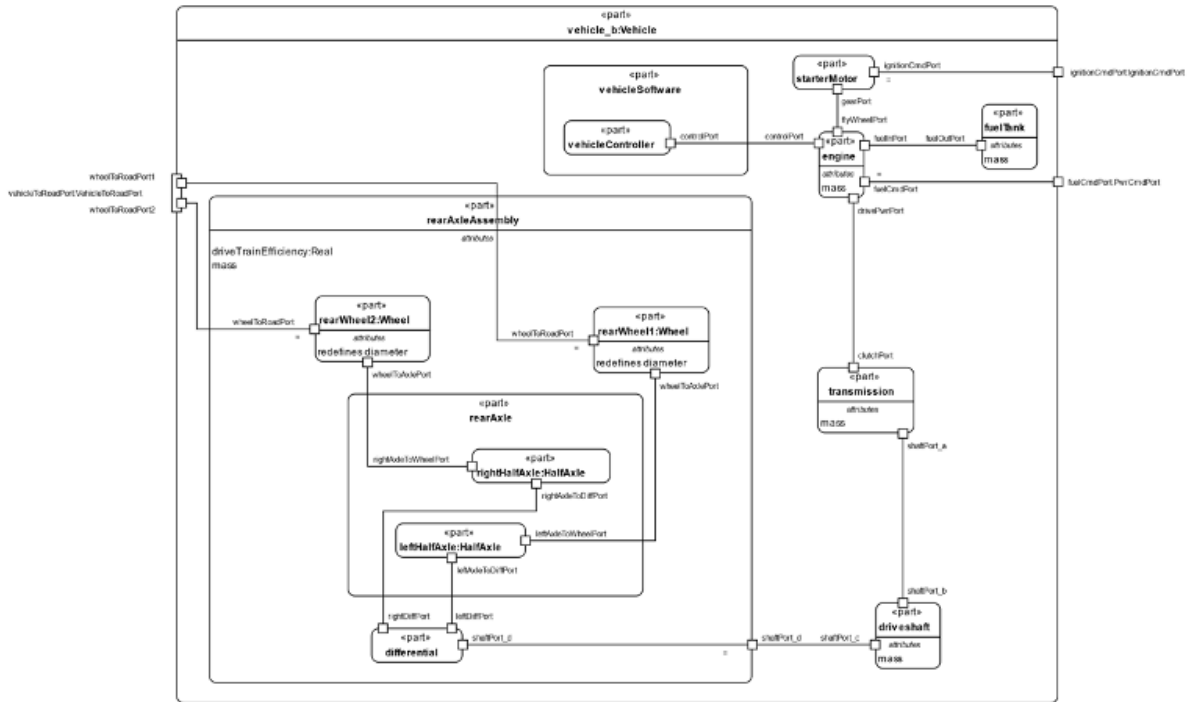 «part»
vehicle_b:Vehicle
«part»
starterMotor
ignitionCmdPort
=
ignitionCmdPort:IgnitionCmdPort
gearPort
flyWheelPort
«part»
vehicleSoftware
«part»
vehicleController
controlPort
controlPort
«part»
engine
attributes
mass
fuelInPort
fuelOutPort
«part»
fuelTank
attributes
mass
=
fuelCmdPort
fuelCmdPort:PwrCmdPort
drivePwrPort
wheelToRoadPort1
vehicleToRoadPort:VehicleToRoadPort
wheelToRoadPort2
«part»
rearAxleAssembly
attributes
driveTrainEfficiency:Real
mass
wheelToRoadPort
=
«part»
rearWheel2:Wheel
attributes
redefines diameter
wheelToAxlePort
wheelToRoadPort
=
«part»
rearWheel1:Wheel
attributes
redefines diameter
wheelToAxlePort
clutchPort
«part»
transmission
attributes
mass
shaftPort_a
«part»
rearAxle
rightAxleToWheelPort
«part»
rightHalfAxle:HalfAxle
rightAxleToDiffPort
«part»
leftHalfAxle:HalfAxle
leftAxleToWheelPort
leftAxleToDiffPort
rightDiffPort
leftDiffPort
«part»
differential
shaftPort_d
=
shaftPort_d
shaftPort_c
shaftPort_b
«part»
driveshaft
attributes
mass